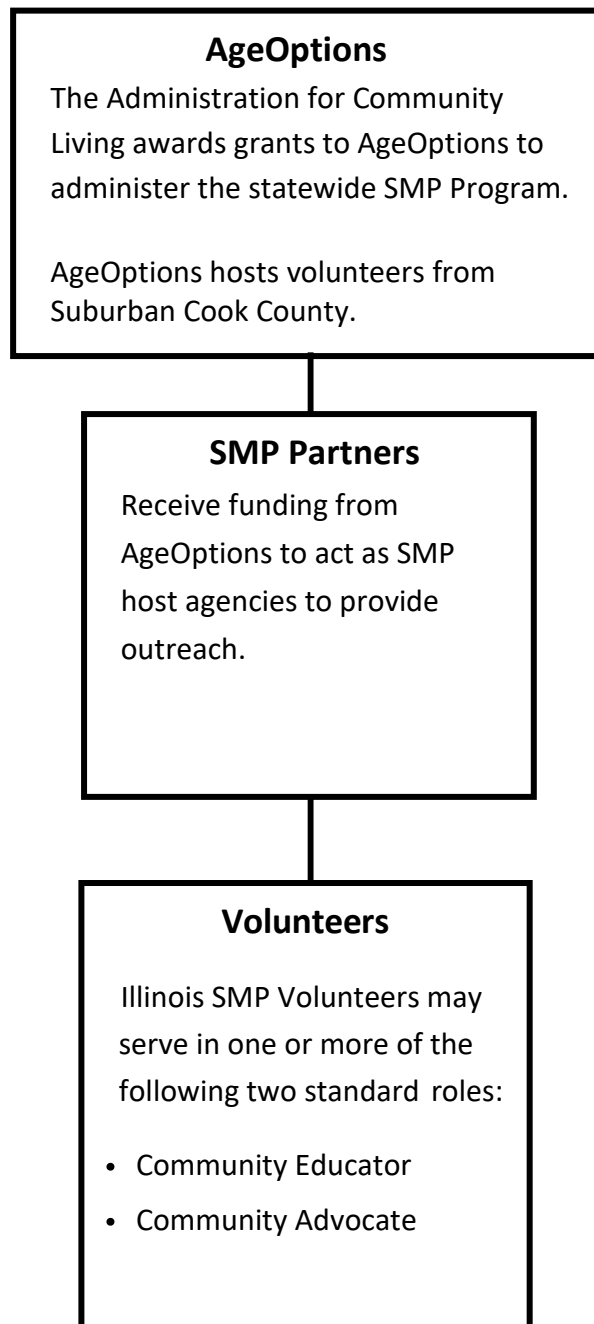 AgeOptions
The Administration for Community
Living awards grants to AgeOptions to
administer the statewide SMP Program.
AgeOptions hosts volunteers from
Suburban Cook County.
SMP Partners
Receive funding from
AgeOptions to act as SMP
host agencies to provide
outreach.
Volunteers
Illinois SMP Volunteers may
serve in one or more of the
following two standard roles:
• Community Educator
• Community Advocate